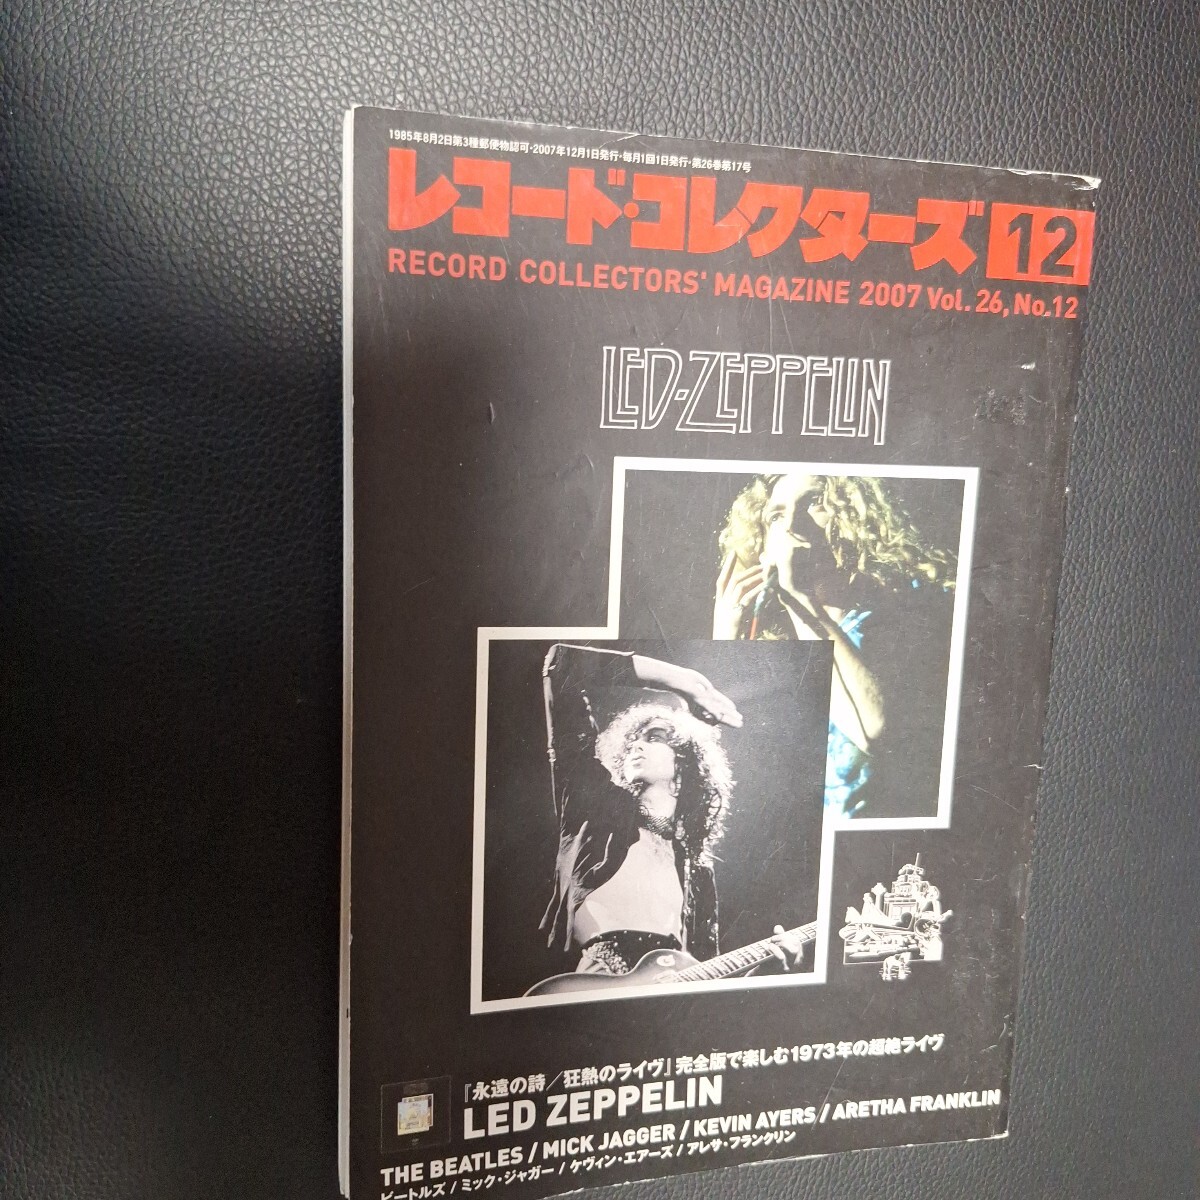 1985年8月2日第3種郵便物認可・2007年12月1日発行・毎月1回1日発行・第26巻第17号
レコード・コレクターズ 12
RECORD COLLECTORS' MAGAZINE 2007 Vol. 26, No.12
LED-ZEPPELIN
『永遠の詩／狂熱のライヴ』完全版で楽しむ1973年の超絶ライヴ
LED ZEPPELIN
THE BEATLES / MICK JAGGER / KEVIN AYERS / ARETHA FRANKLIN
ビートルズ / ミック・ジャガー / ケヴィン・エアーズ / アレサ・フランクリン